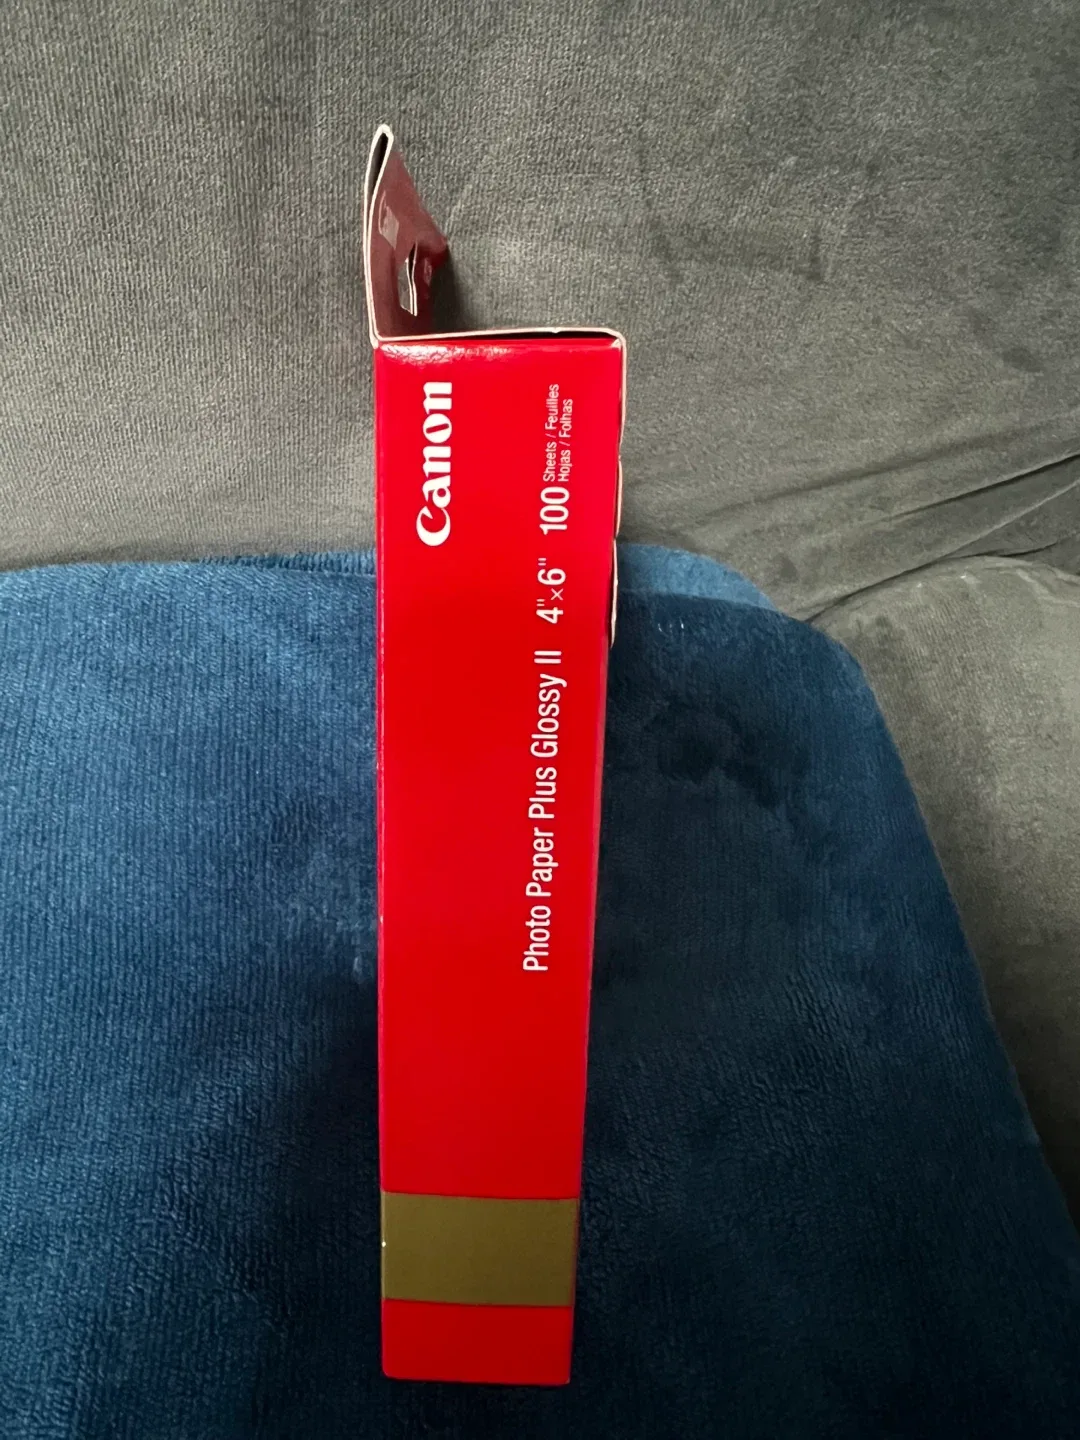 Canon
Photo Paper Plus Glossy II 4"×6" 100 Sheets / Feuilles
Hojas / Folhas